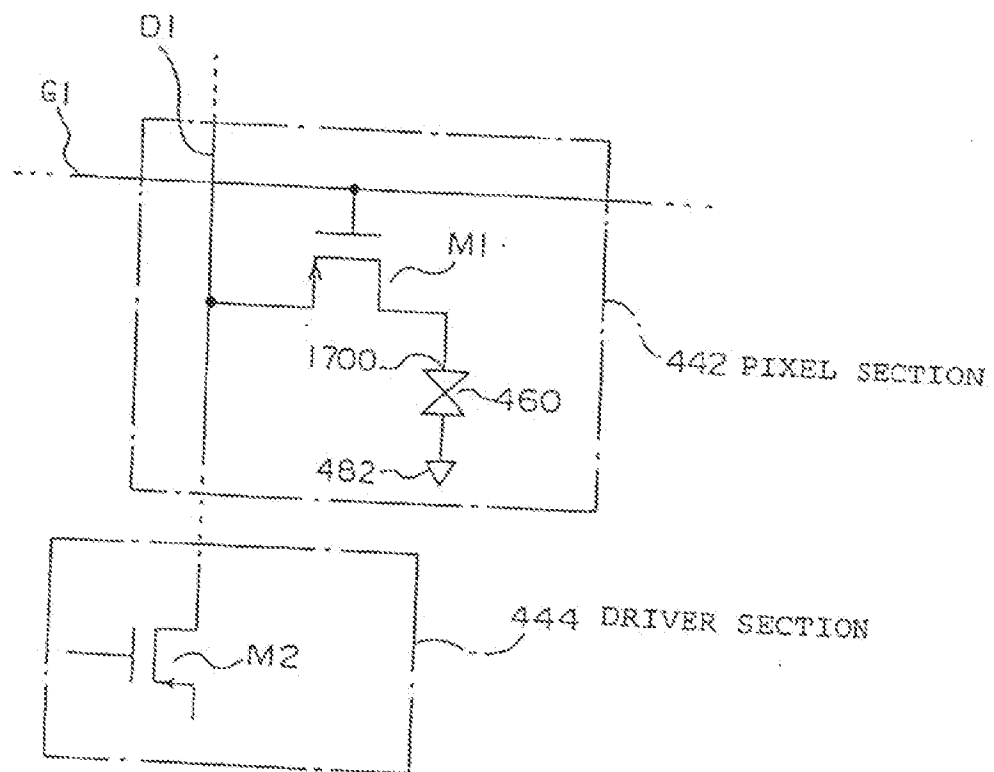 D1
G1
M1
1700
442 PIXEL SECTION
460
482
444 DRIVER SECTION
M2